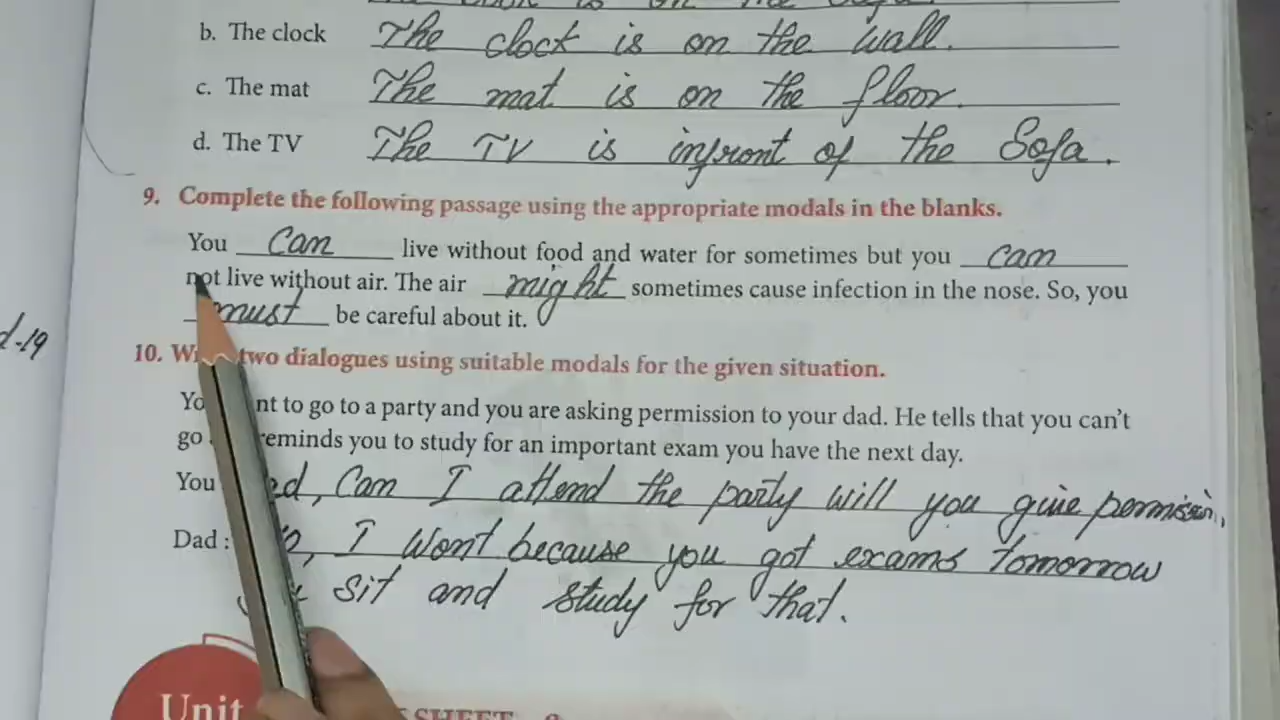 b. The clock The clock is on the wall.
c. The mat The mat is on the floor.
d. The TV The TV is infront of the Sofa.
9. Complete the following passage using the appropriate modals in the blanks.
You Can live without food and water for sometimes but you can
not live without air. The air might sometimes cause infection in the nose. So, you
must be careful about it.
10. two dialogues using suitable modals for the given situation.
nt to go to a party and you are asking permission to your dad. He tells that you can't
go reminds you to study for an important exam you have the next day.
You Can I attend the party will you give permission,
Dad : I Wont because you got exams tomorrow
sit and study for that.
d-19
Unit